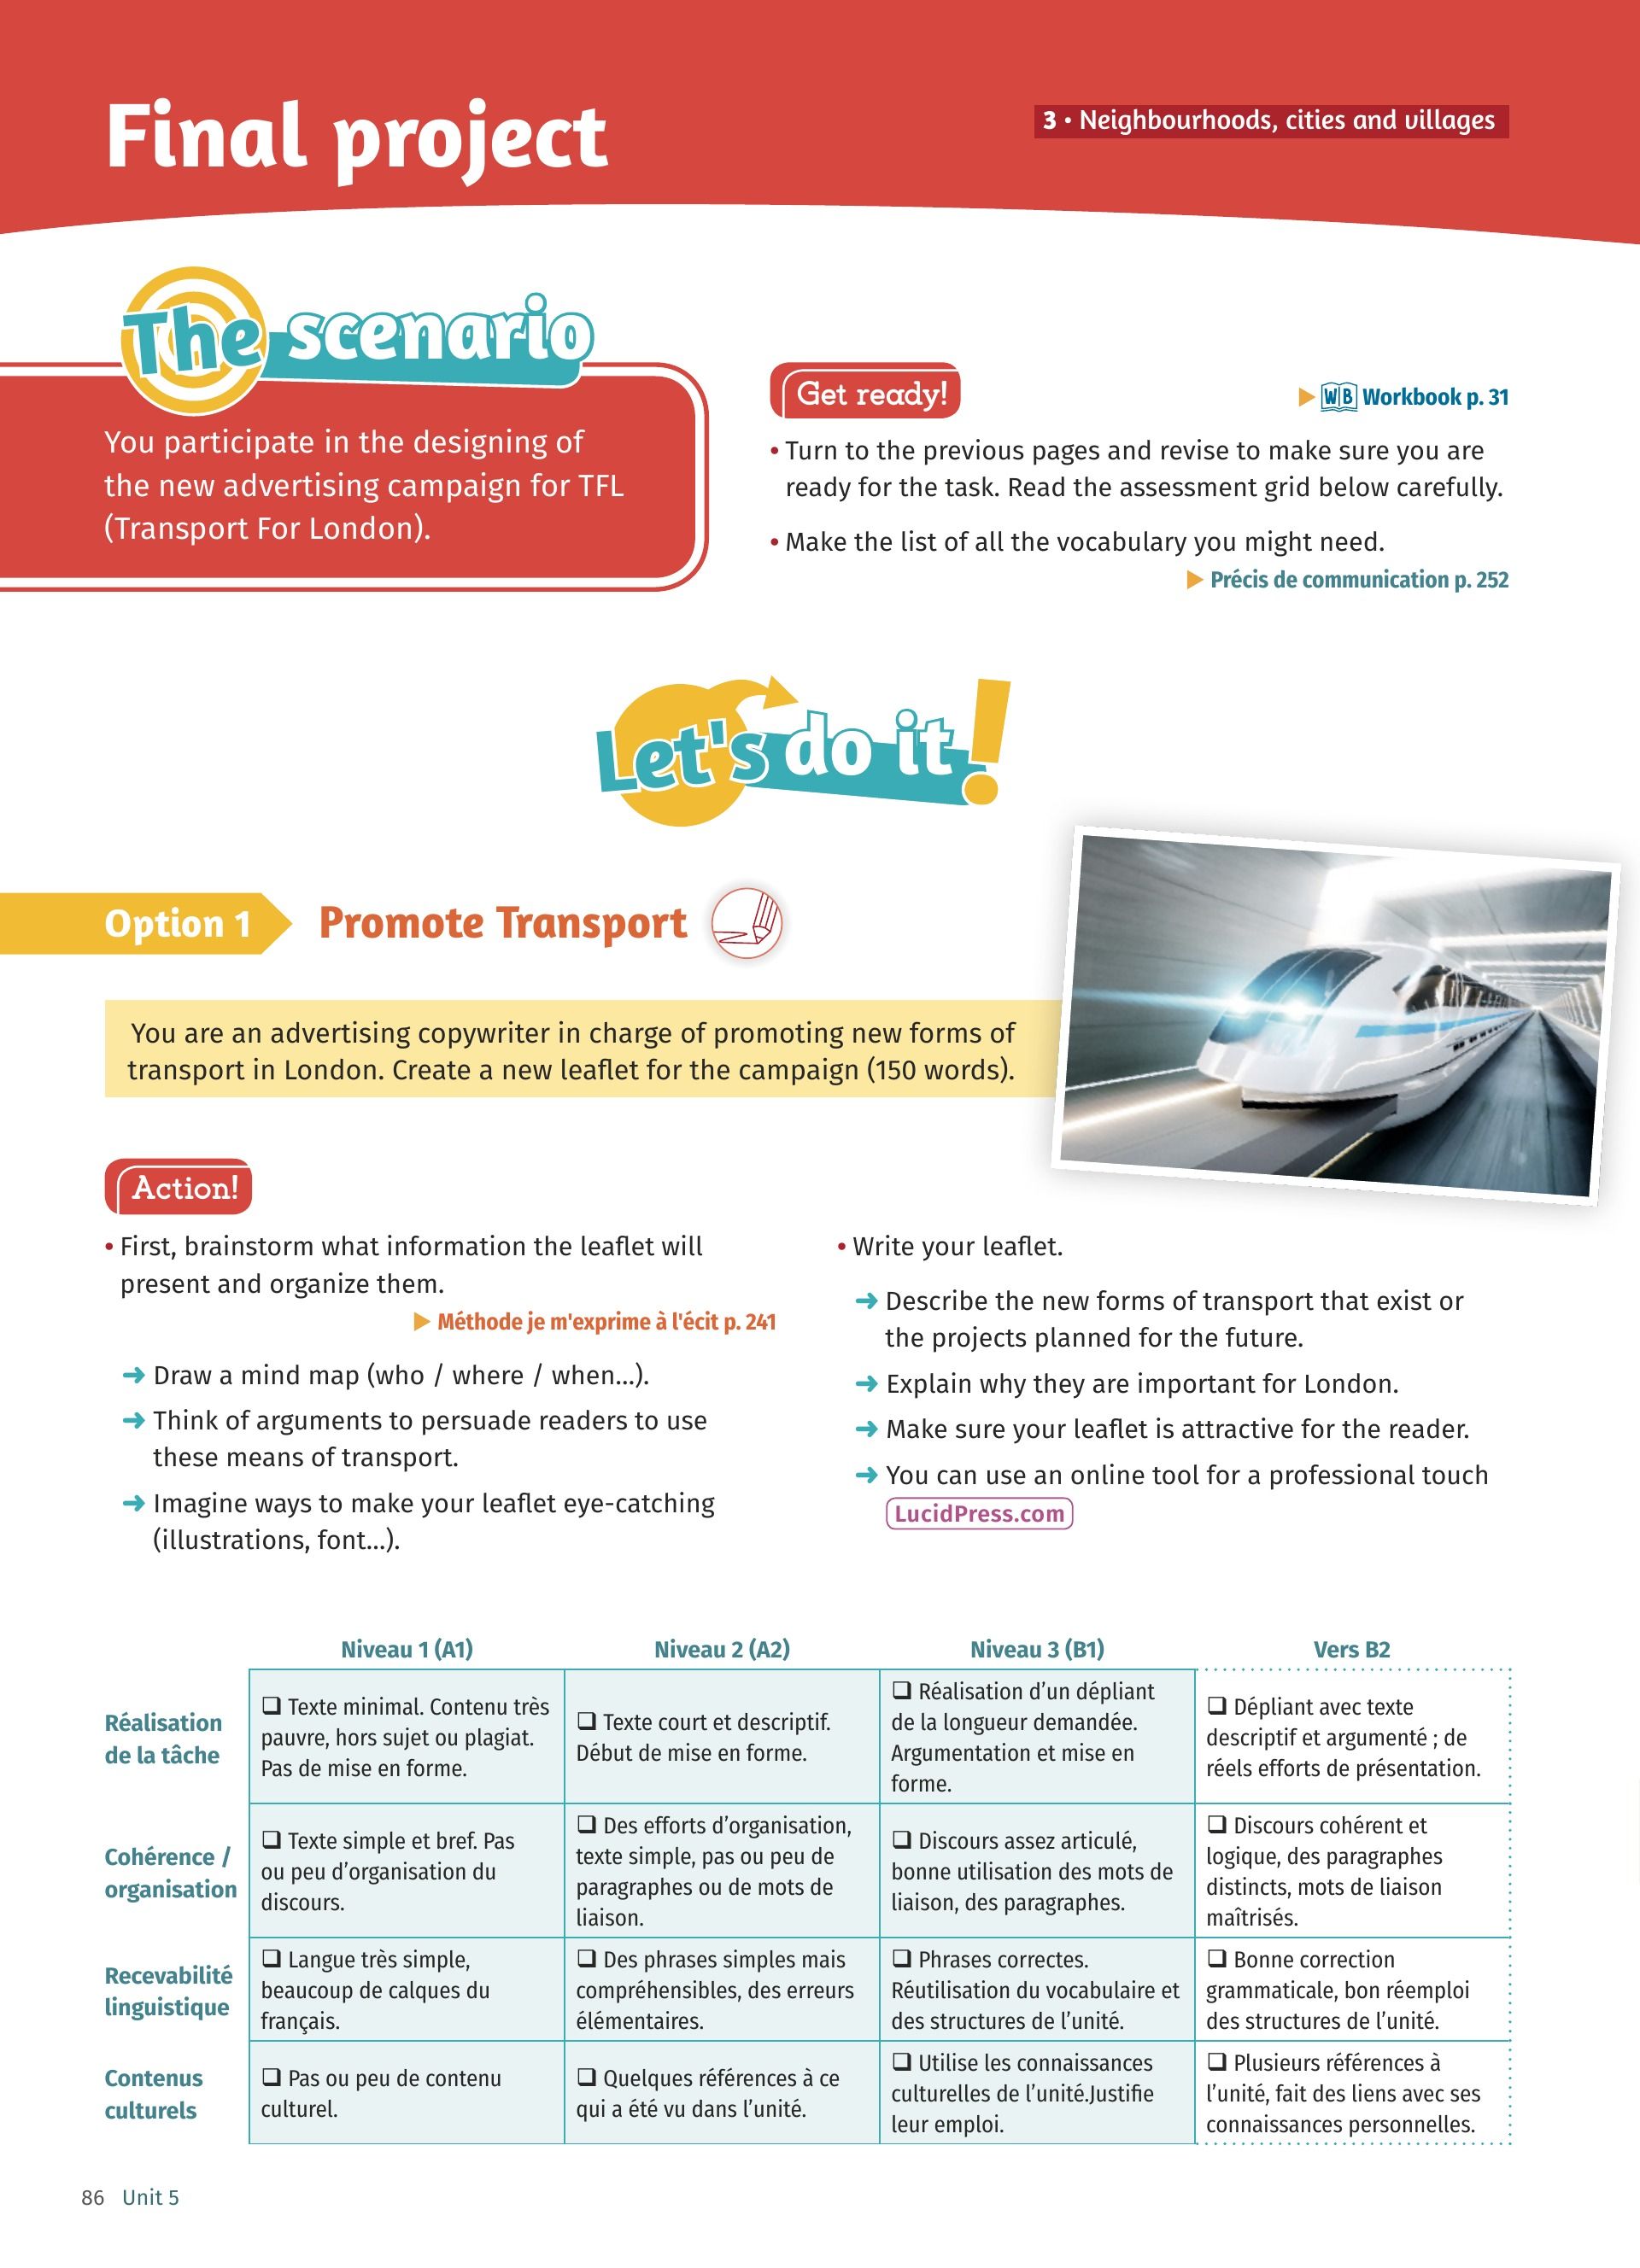 Final project
3 • Neighbourhoods, cities and villages
The scenario
You participate in the designing of
the new advertising campaign for TFL
(Transport For London).
Get ready!
WB Workbook p. 31
• Turn to the previous pages and revise to make sure you are
ready for the task. Read the assessment grid below carefully.
• Make the list of all the vocabulary you might need.
Précis de communication p. 252
Let's do it!
Option 1
Promote Transport
You are an advertising copywriter in charge of promoting new forms of
transport in London. Create a new leaflet for the campaign (150 words).
Action!
• First, brainstorm what information the leaflet will
present and organize them.
Méthode je m'exprime à l'écit p. 241
➜ Draw a mind map (who / where / when...).
➜ Think of arguments to persuade readers to use
these means of transport.
➜ Imagine ways to make your leaflet eye-catching
(illustrations, font...).
• Write your leaflet.
➜ Describe the new forms of transport that exist or
the projects planned for the future.
➜ Explain why they are important for London.
➜ Make sure your leaflet is attractive for the reader.
➜ You can use an online tool for a professional touch
LucidPress.com
Niveau 1 (A1)
Niveau 2 (A2)
Niveau 3 (B1)
Vers B2
Réalisation
de la tâche
❑ Texte minimal. Contenu très
pauvre, hors sujet ou plagiat.
Pas de mise en forme.
❑ Texte court et descriptif.
Début de mise en forme.
❑ Réalisation d’un dépliant
de la longueur demandée.
Argumentation et mise en
forme.
❑ Dépliant avec texte
descriptif et argumenté ; de
réels efforts de présentation.
Cohérence /
organisation
❑ Texte simple et bref. Pas
ou peu d’organisation du
discours.
❑ Des efforts d’organisation,
texte simple, pas ou peu de
paragraphes ou de mots de
liaison.
❑ Discours assez articulé,
bonne utilisation des mots de
liaison, des paragraphes.
❑ Discours cohérent et
logique, des paragraphes
distincts, mots de liaison
maîtrisés.
Recevabilité
linguistique
❑ Langue très simple,
beaucoup de calques du
français.
❑ Des phrases simples mais
compréhensibles, des erreurs
élémentaires.
❑ Phrases correctes.
Réutilisation du vocabulaire et
des structures de l’unité.
❑ Bonne correction
grammaticale, bon réemploi
des structures de l’unité.
Contenus
culturels
❑ Pas ou peu de contenu
culturel.
❑ Quelques références à ce
qui a été vu dans l’unité.
❑ Utilise les connaissances
culturelles de l’unité.Justifie
leur emploi.
❑ Plusieurs références à
l’unité, fait des liens avec ses
connaissances personnelles.
86 Unit 5